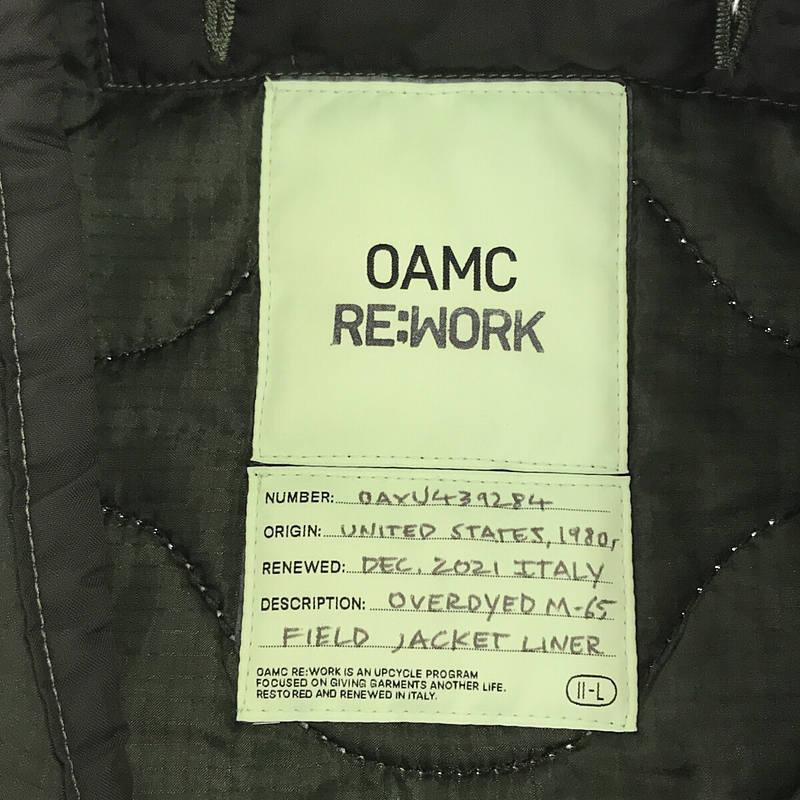 OAMC
RE:WORK
NUMBER: OAXU439284
ORIGIN: UNITED STATES, 1980s
RENEWED: DEC. 2021 ITALY
DESCRIPTION: OVERDYED M-65
FIELD JACKET LINER
OAMC RE:WORK IS AN UPCYCLE PROGRAM
FOCUSED ON GIVING GARMENTS ANOTHER LIFE.
RESTORED AND RENEWED IN ITALY.
II-L